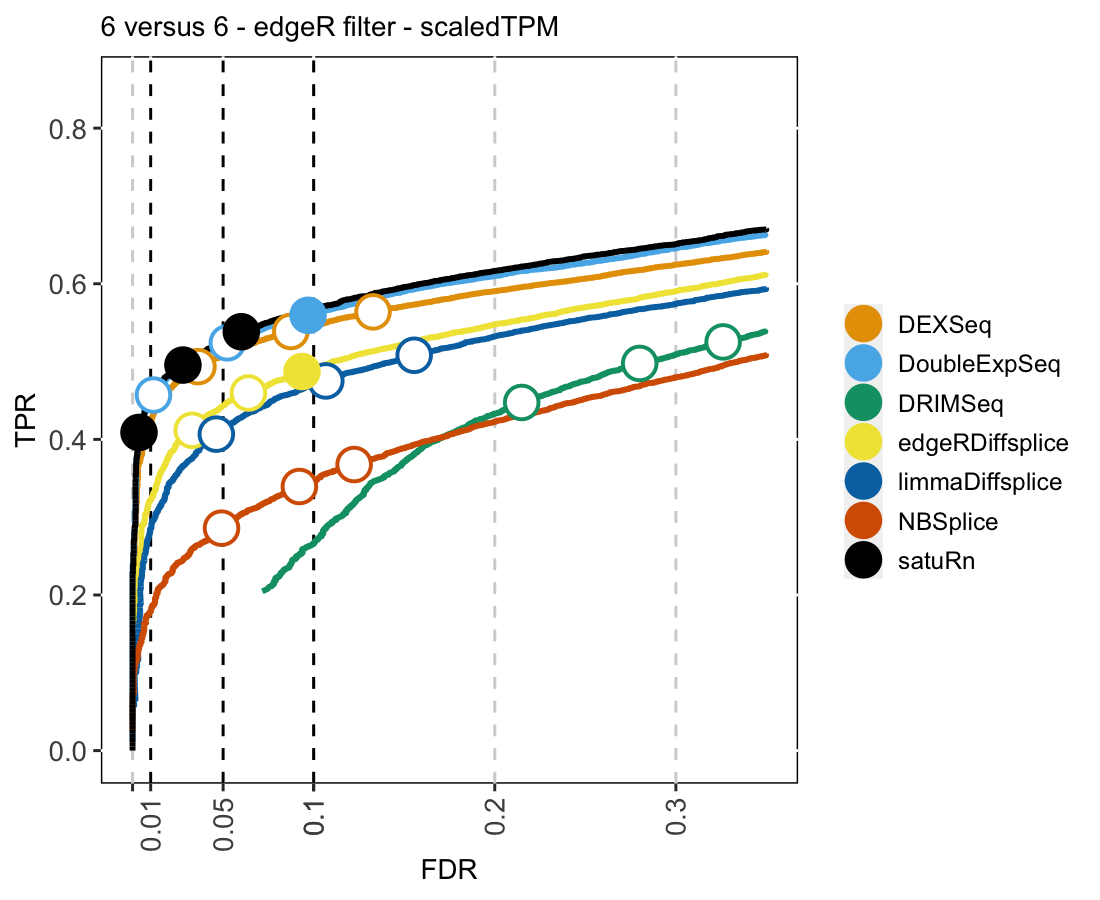 6 versus 6 - edgeR filter - scaledTPM
TPR
0.8
0.6
0.4
0.2
0.0
0.01
0.05
0.1
0.2
0.3
FDR
DEXSeq
DoubleExpSeq
DRIMSeq
edgeRDiffsplice
limmaDiffsplice
NBSplice
satuRn